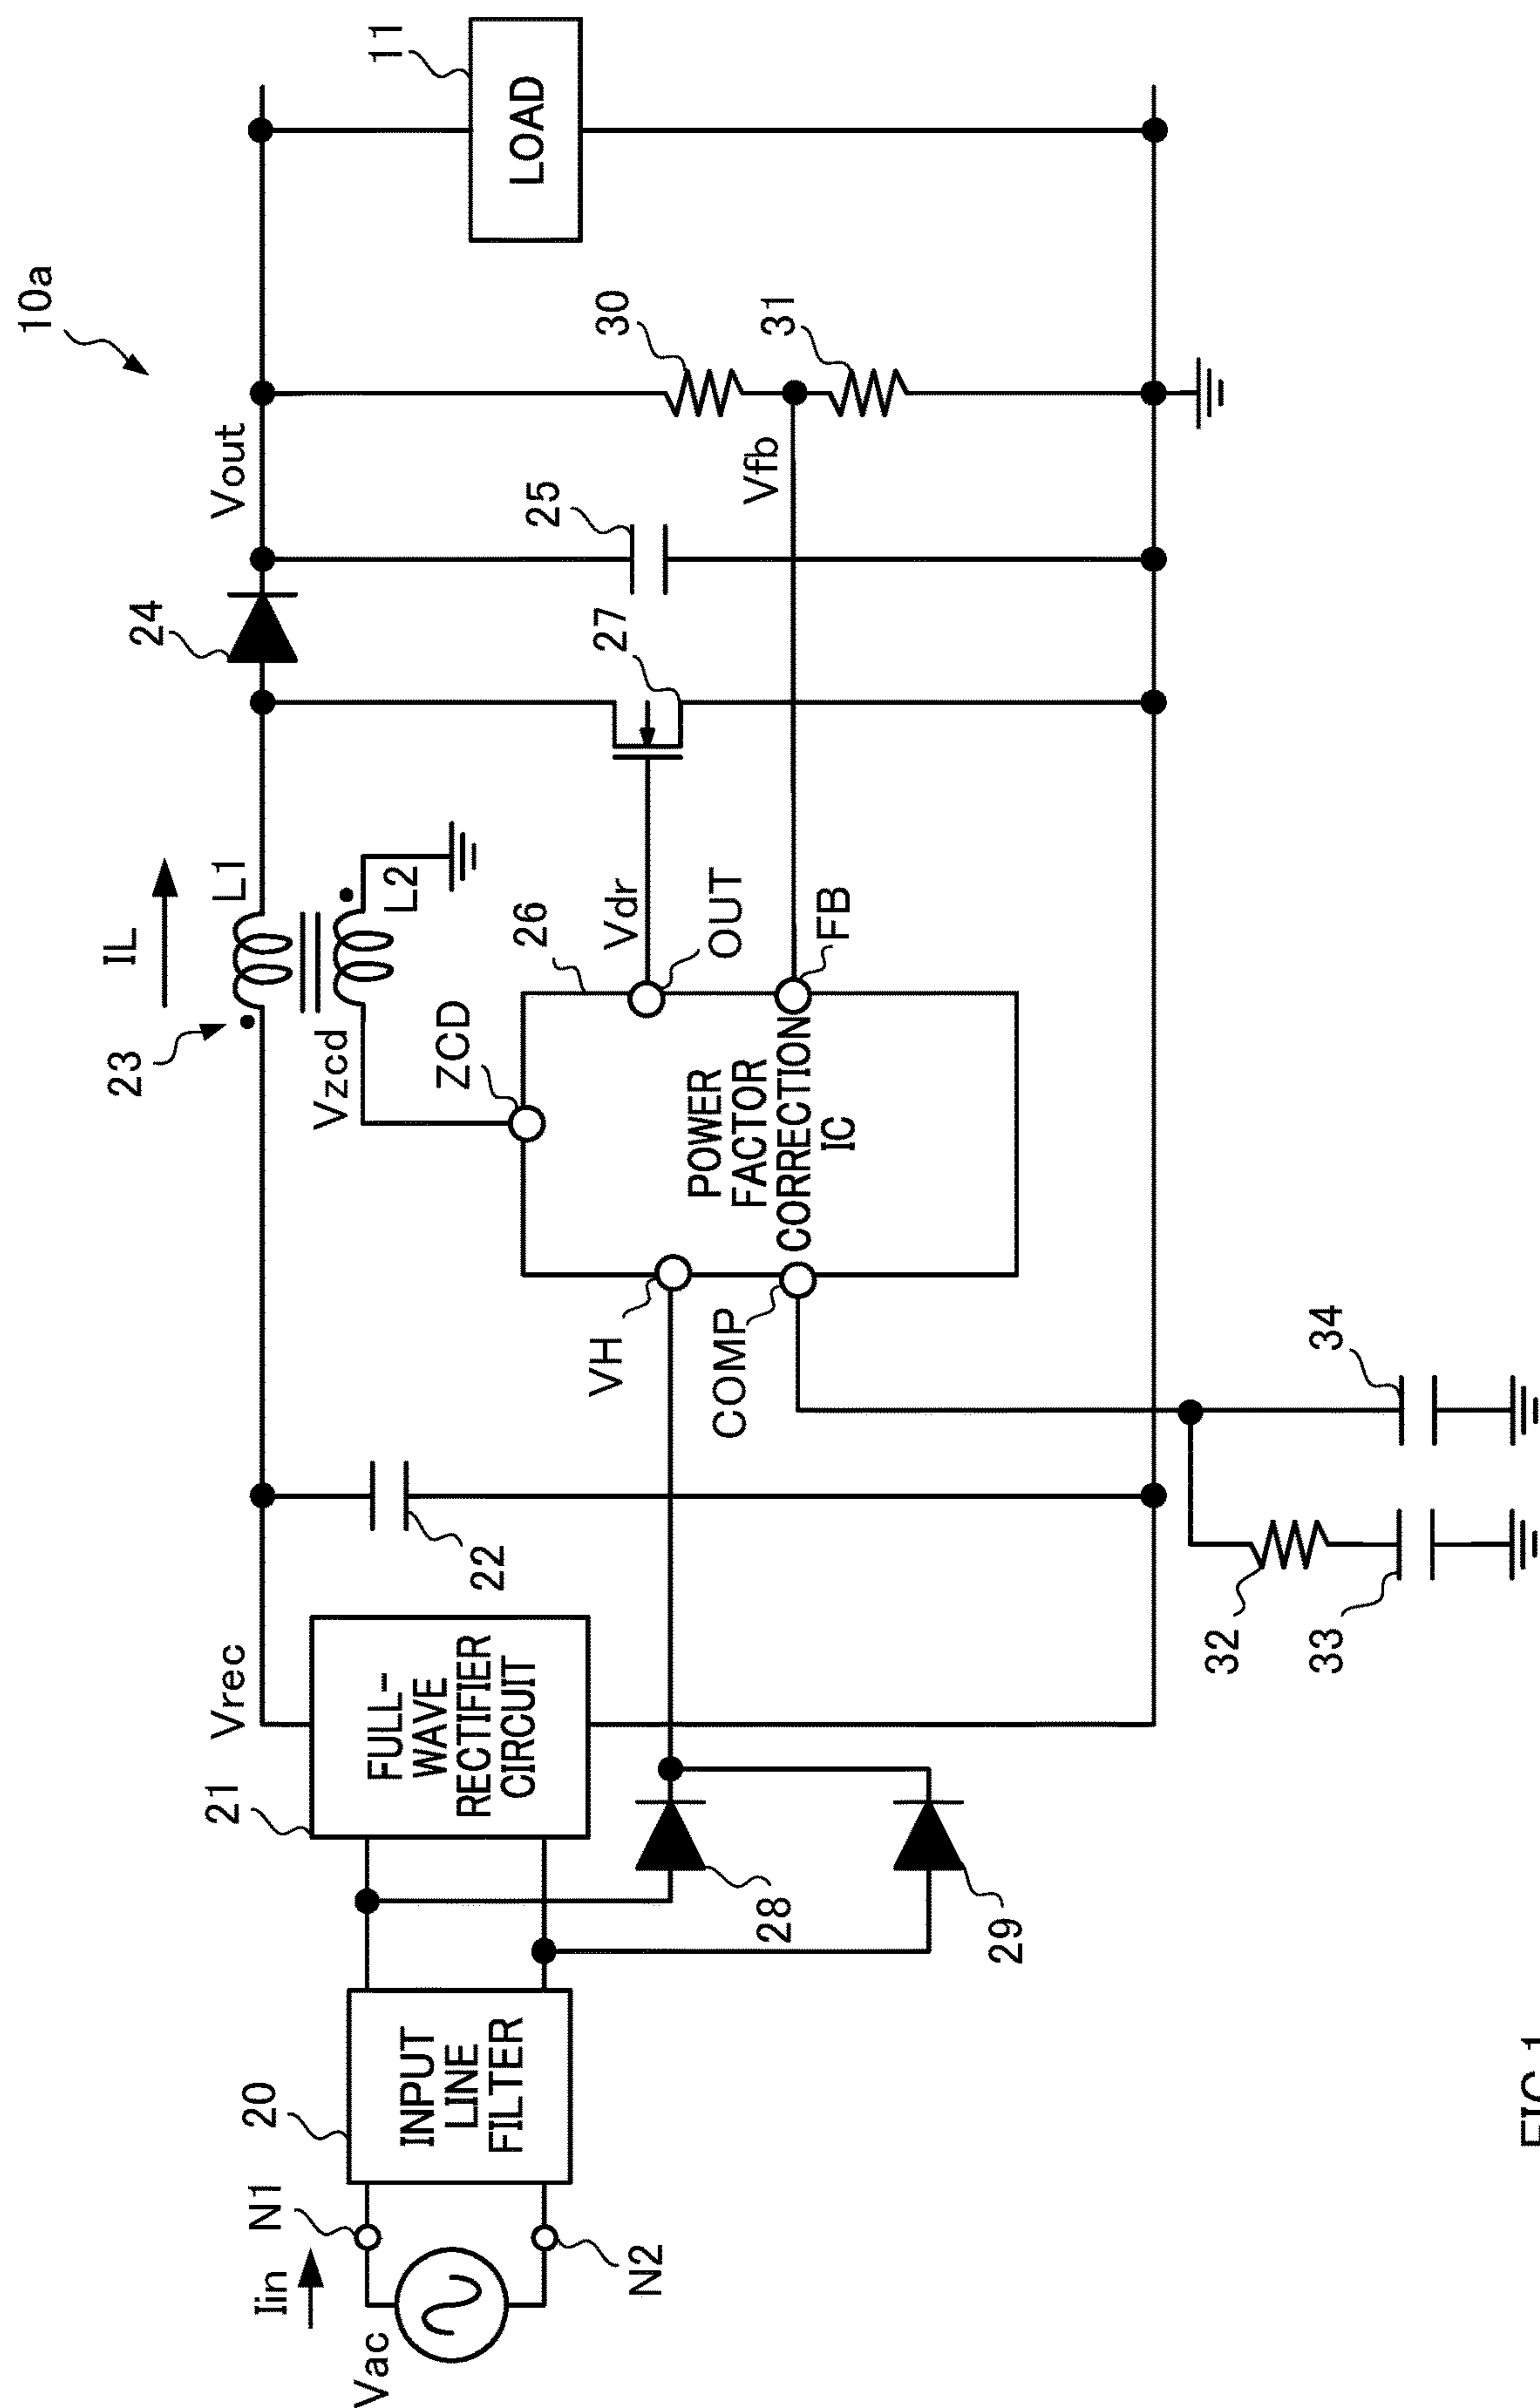 10a
Iin
Vac
N1
N2
20
INPUT
LINE
FILTER
21
FULL-
WAVE
RECTIFIER
CIRCUIT
Vrec
28
29
22
VH
COMP
32
33
34
23
IL
L1
L2
Vzcd
ZCD
26
POWER
FACTOR
CORRECTION
IC
Vdr
OUT
FB
24
27
25
Vout
Vfb
30
31
11
LOAD
FIG.1